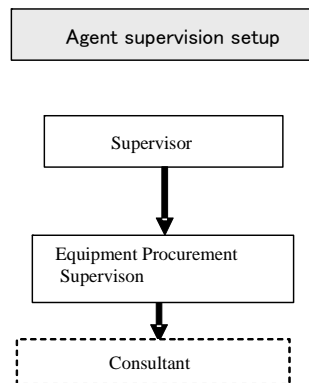 Agent supervision setup
Supervisor
Equipment Procurement
Supervison
Consultant